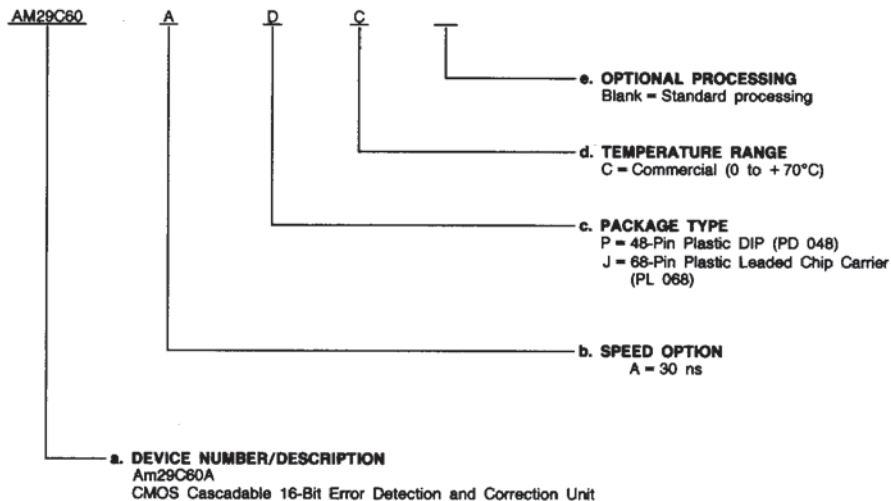 AM29C60 A D C
e. OPTIONAL PROCESSING
Blank = Standard processing
d. TEMPERATURE RANGE
C = Commercial (0 to +70°C)
c. PACKAGE TYPE
P = 48-Pin Plastic DIP (PD 048)
J = 68-Pin Plastic Leaded Chip Carrier
(PL 068)
b. SPEED OPTION
A = 30 ns
a. DEVICE NUMBER/DESCRIPTION
Am29C60A
CMOS Cascadable 16-Bit Error Detection and Correction Unit